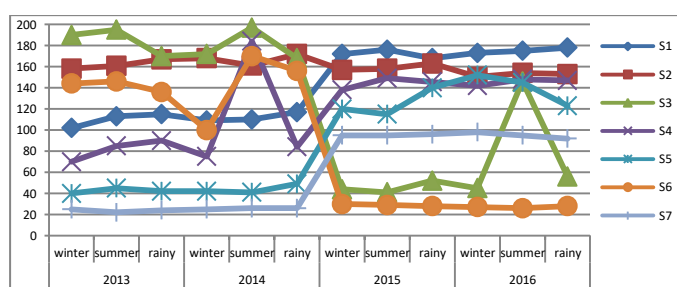 200
180
160
140
120
100
80
60
40
20
0
winter summer rainy winter summer rainy winter summer rainy winter summer rainy
2013 2014 2015 2016
S1
S2
S3
S4
S5
S6
S7